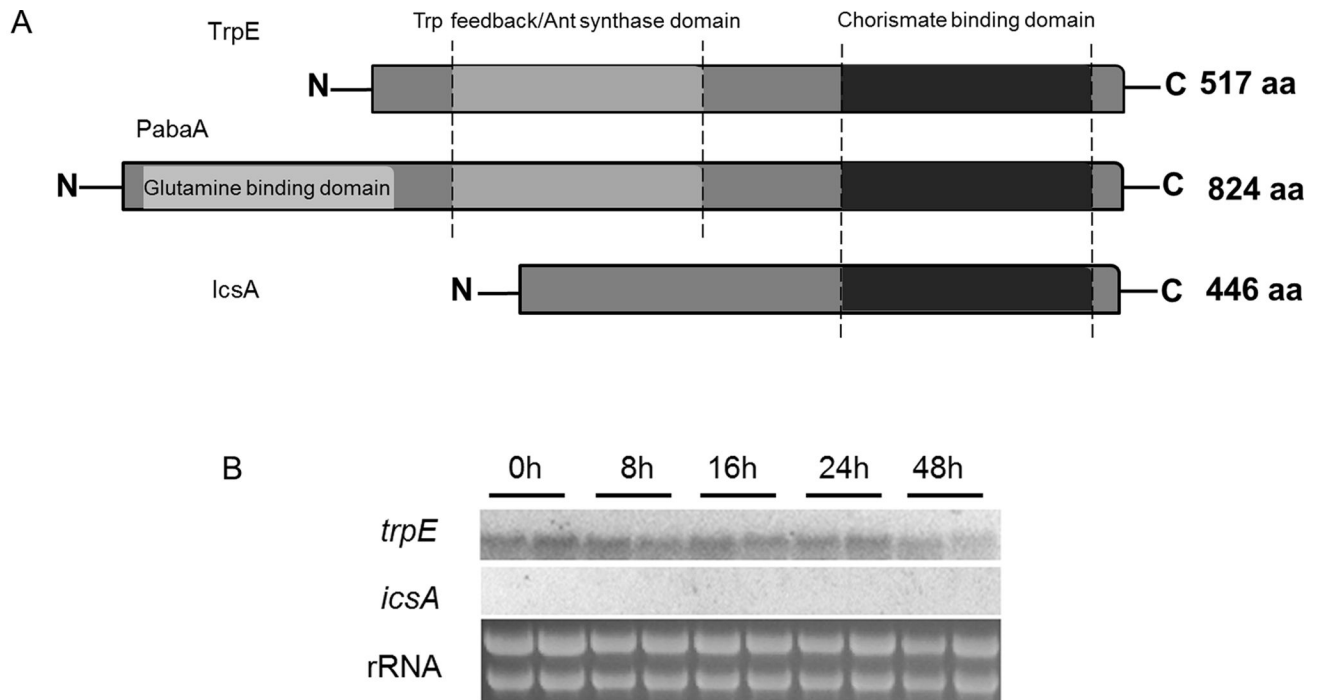 A
TrpE
Trp feedback/Ant synthase domain
Chorismate binding domain
N
C 517 aa
PabaA
N
Glutamine binding domain
C 824 aa
IcsA
N
C 446 aa
B
0h 8h 16h 24h 48h
trpE
icsA
rRNA